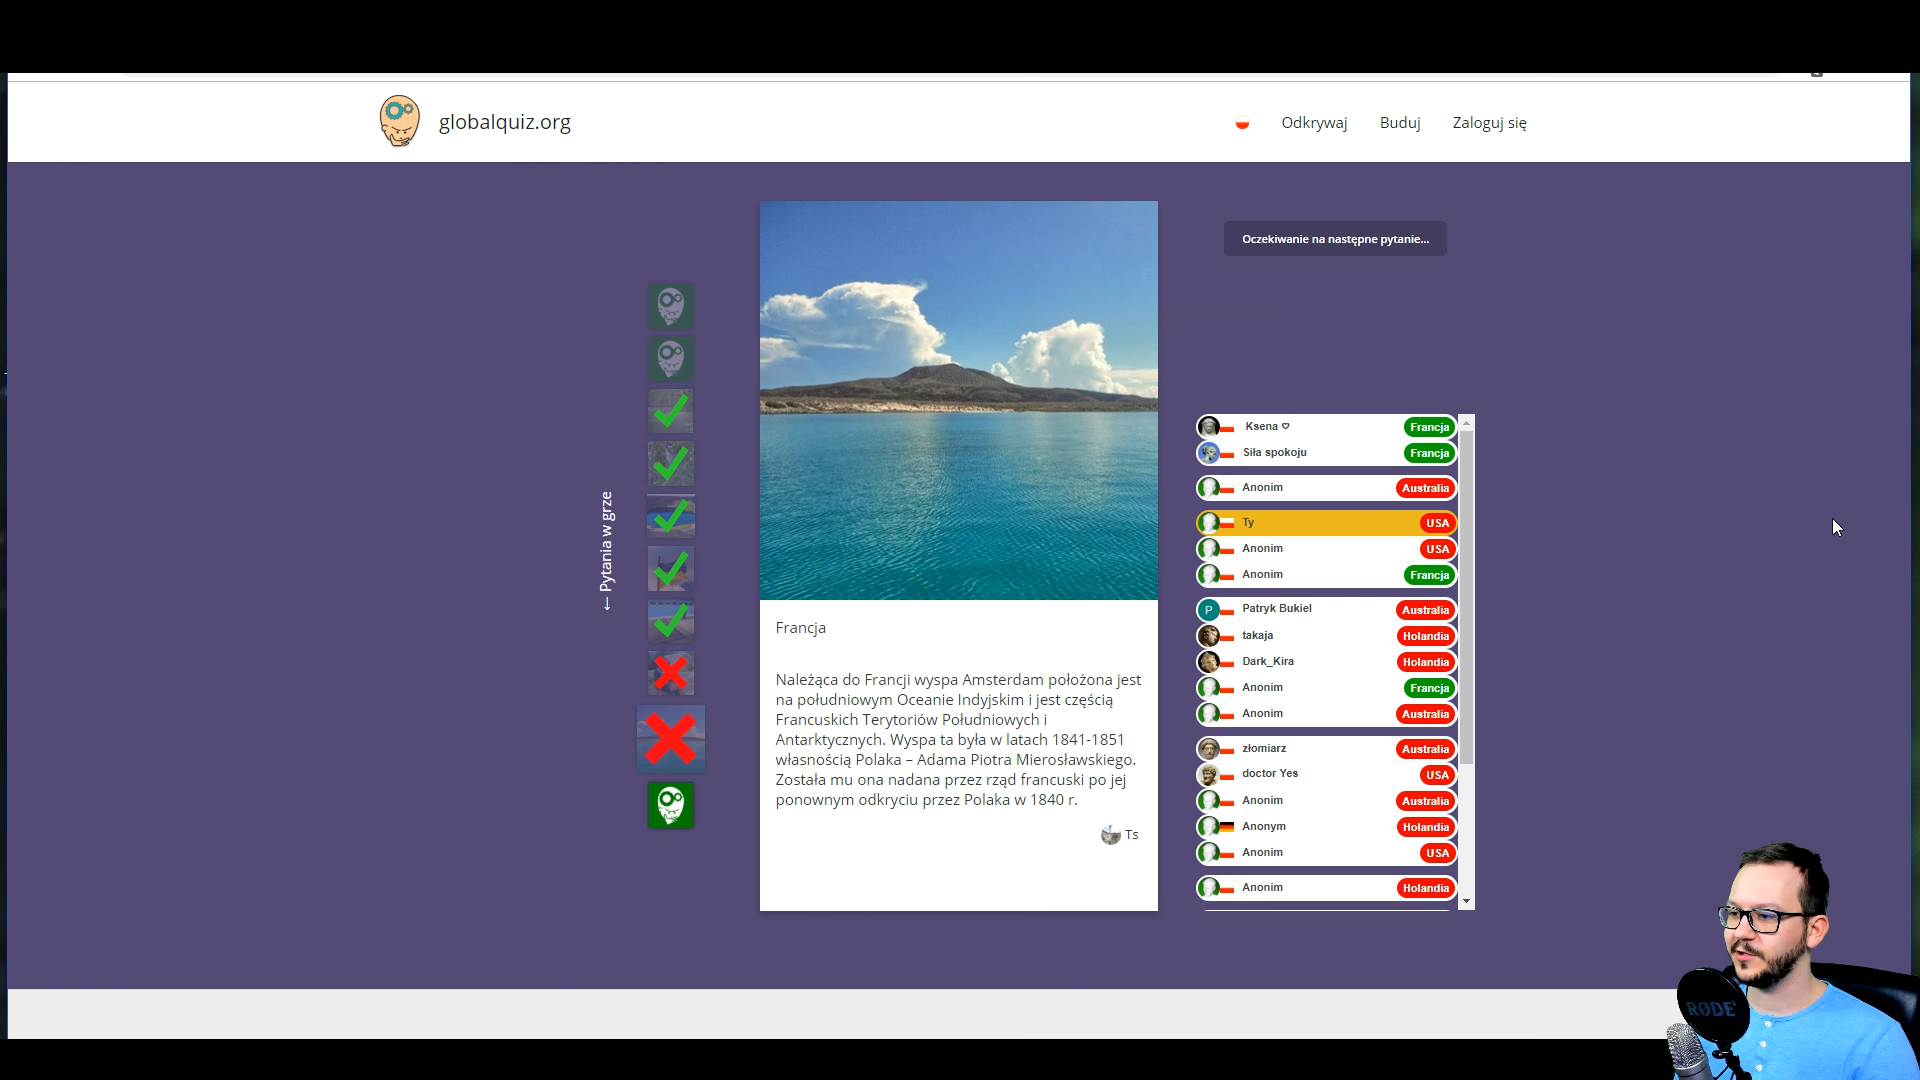 globalquiz.org
Odkrywaj
Buduj
Zaloguj się
← Pytania w grze
Francja
Należąca do Francji wyspa Amsterdam położona jest
na południowym Oceanie Indyjskim i jest częścią
Francuskich Terytoriów Południowych i
Antarktycznych. Wyspa ta była w latach 1841-1851
własnością Polaka – Adama Piotra Mierosławskiego.
Została mu ona nadana przez rząd francuski po jej
ponownym odkryciu przez Polaka w 1840 r.
Ts
Oczekiwanie na następne pytanie...
Ksena ♡ Francja
Siła spokoju Francja
Anonim Australia
Ty USA
Anonim USA
Anonim Francja
P Patryk Bukiel Australia
takaja Holandia
Dark_Kira Holandia
Anonim Francja
Anonim Australia
złomiarz Australia
doctor Yes USA
Anonim Australia
Anonym Holandia
Anonim USA
Anonim Holandia
RØDE